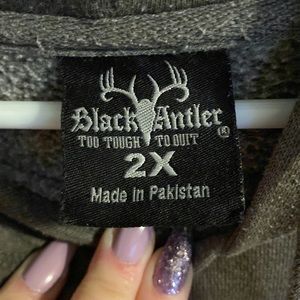 Black Antler ®
TOO TOUGH TO QUIT
2X
Made in Pakistan